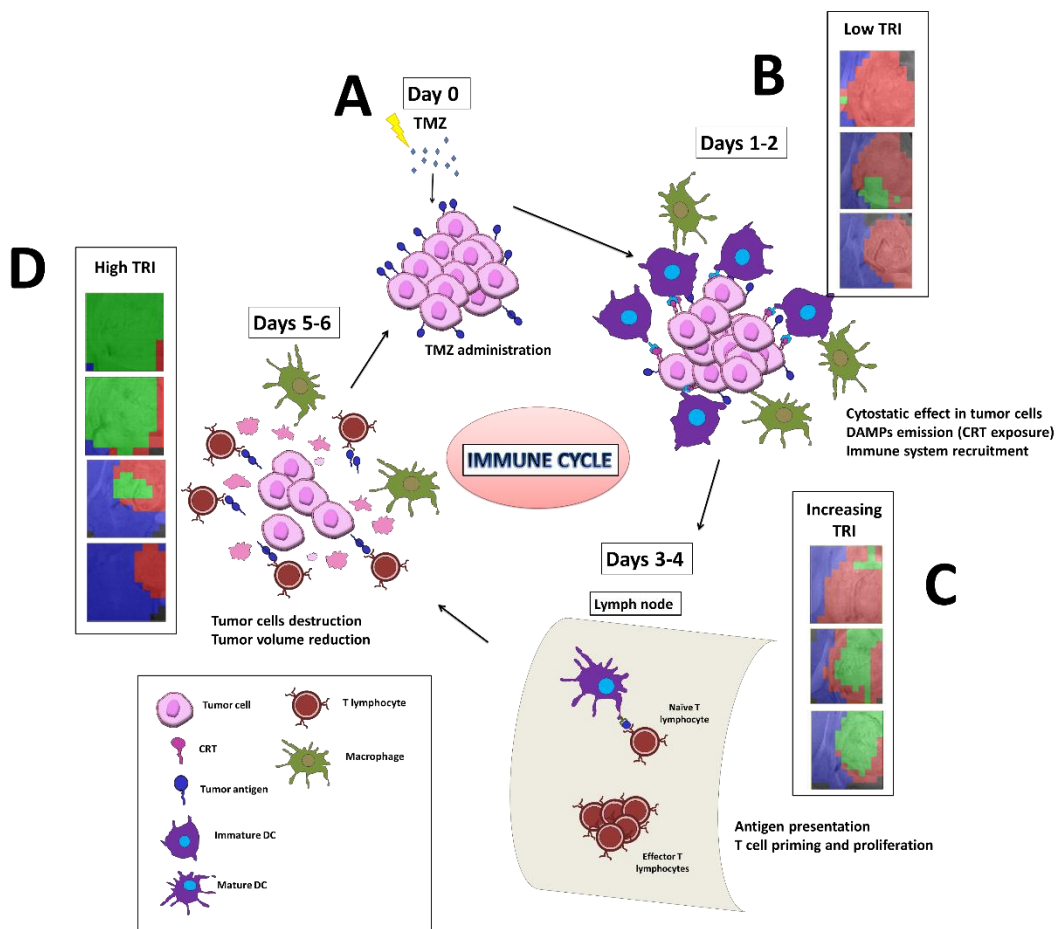 A
Day 0
TMZ
TMZ administration
B
Low TRI
Days 1-2
Cytostatic effect in tumor cells
DAMPs emission (CRT exposure)
Immune system recruitment
IMMUNE CYCLE
C
Increasing
TRI
Days 3-4
Lymph node
Naïve T
lymphocyte
Effector T
lymphocytes
Antigen presentation
T cell priming and proliferation
D
High TRI
Days 5-6
Tumor cells destruction
Tumor volume reduction
Tumor cell
T lymphocyte
CRT
Macrophage
Tumor antigen
Immature DC
Mature DC